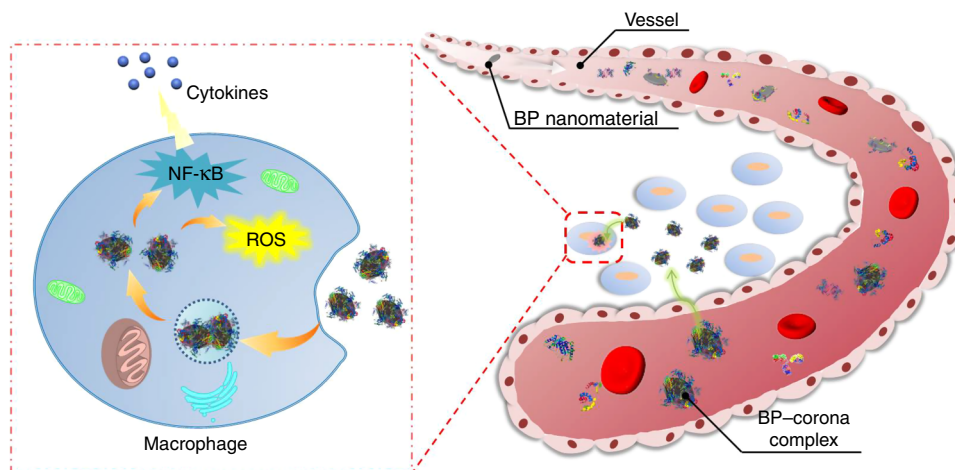 Cytokines
NF-κB
ROS
Macrophage
Vessel
BP nanomaterial
BP–corona
complex